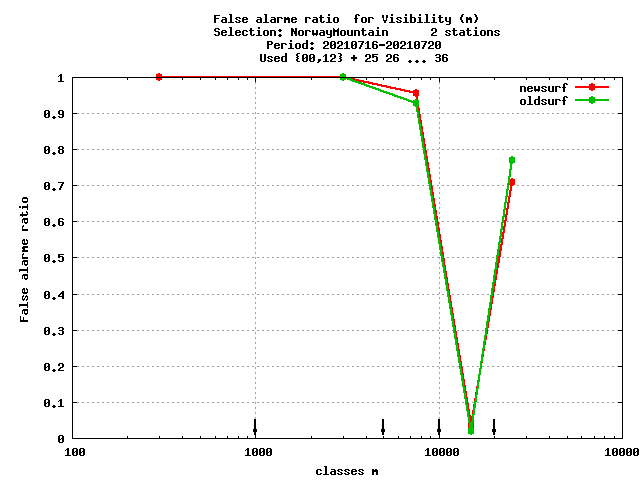 False alarme ratio  for Visibility (m)
Selection: NorwayMountain      2 stations
Period: 20210716-20210720
Used {00,12} + 25 26 ... 36
newsurf
oldsurf
1
0.9
0.8
0.7
0.6
0.5
0.4
0.3
0.2
0.1
0
False alarme ratio
100
1000
10000
10000
classes m